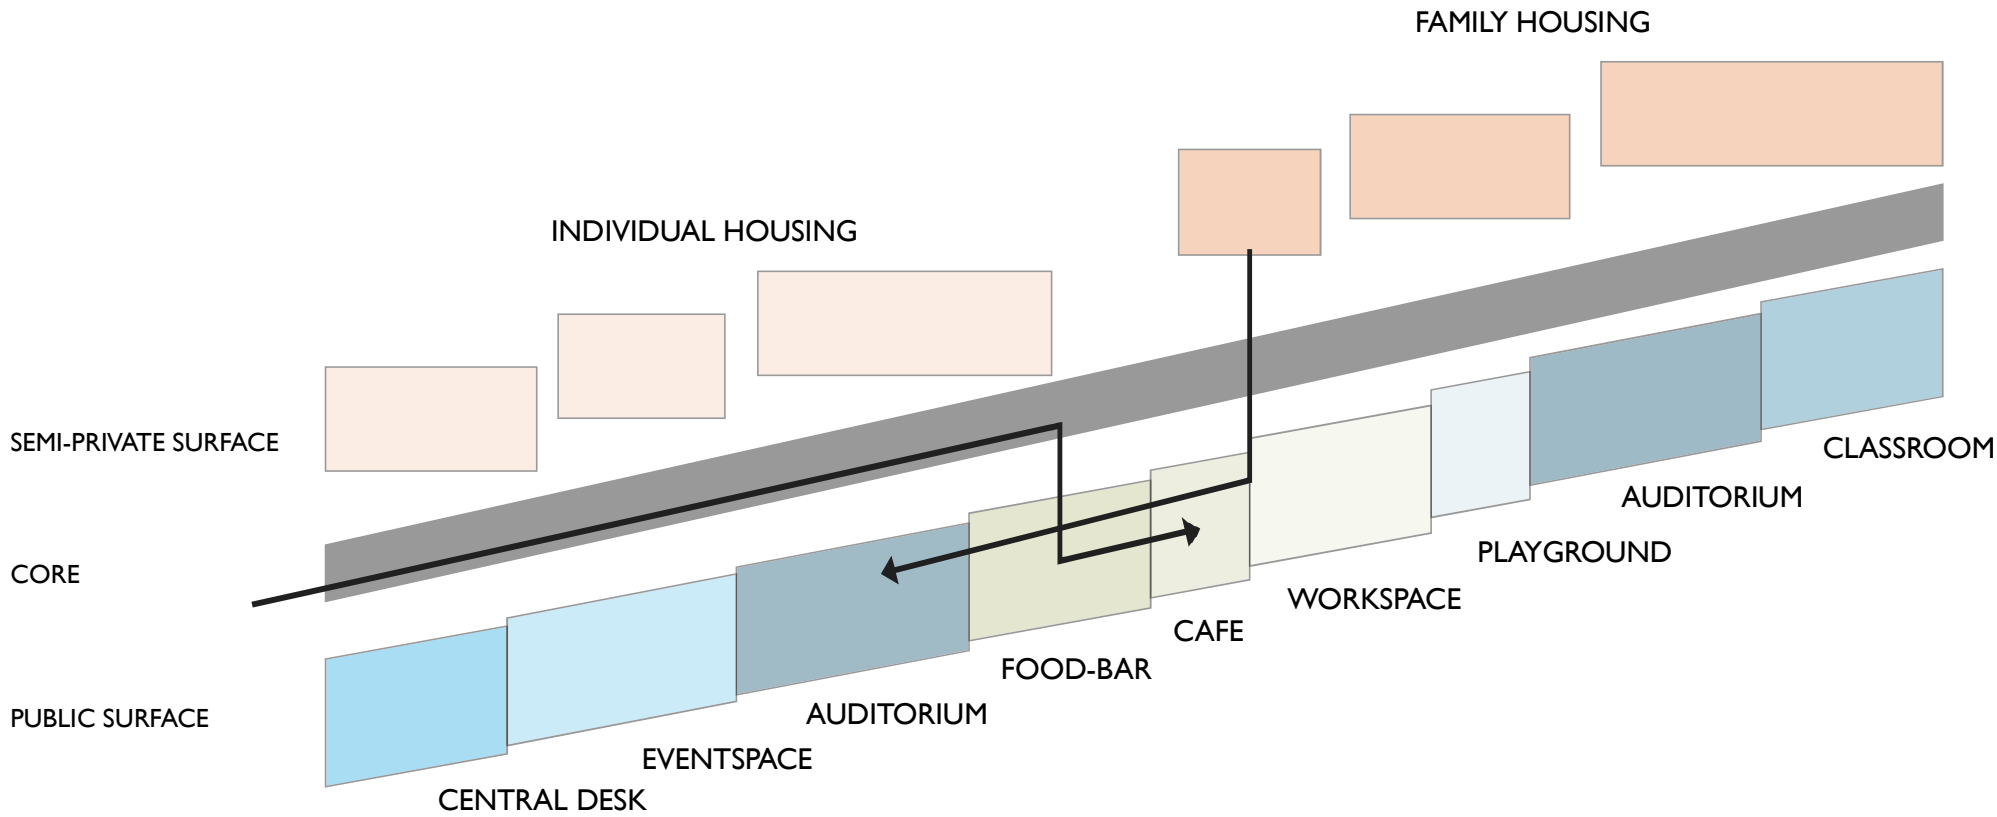 FAMILY HOUSING
INDIVIDUAL HOUSING
SEMI-PRIVATE SURFACE
CORE
PUBLIC SURFACE
CLASSROOM
AUDITORIUM
PLAYGROUND
WORKSPACE
CAFE
FOOD-BAR
AUDITORIUM
EVENTSPACE
CENTRAL DESK